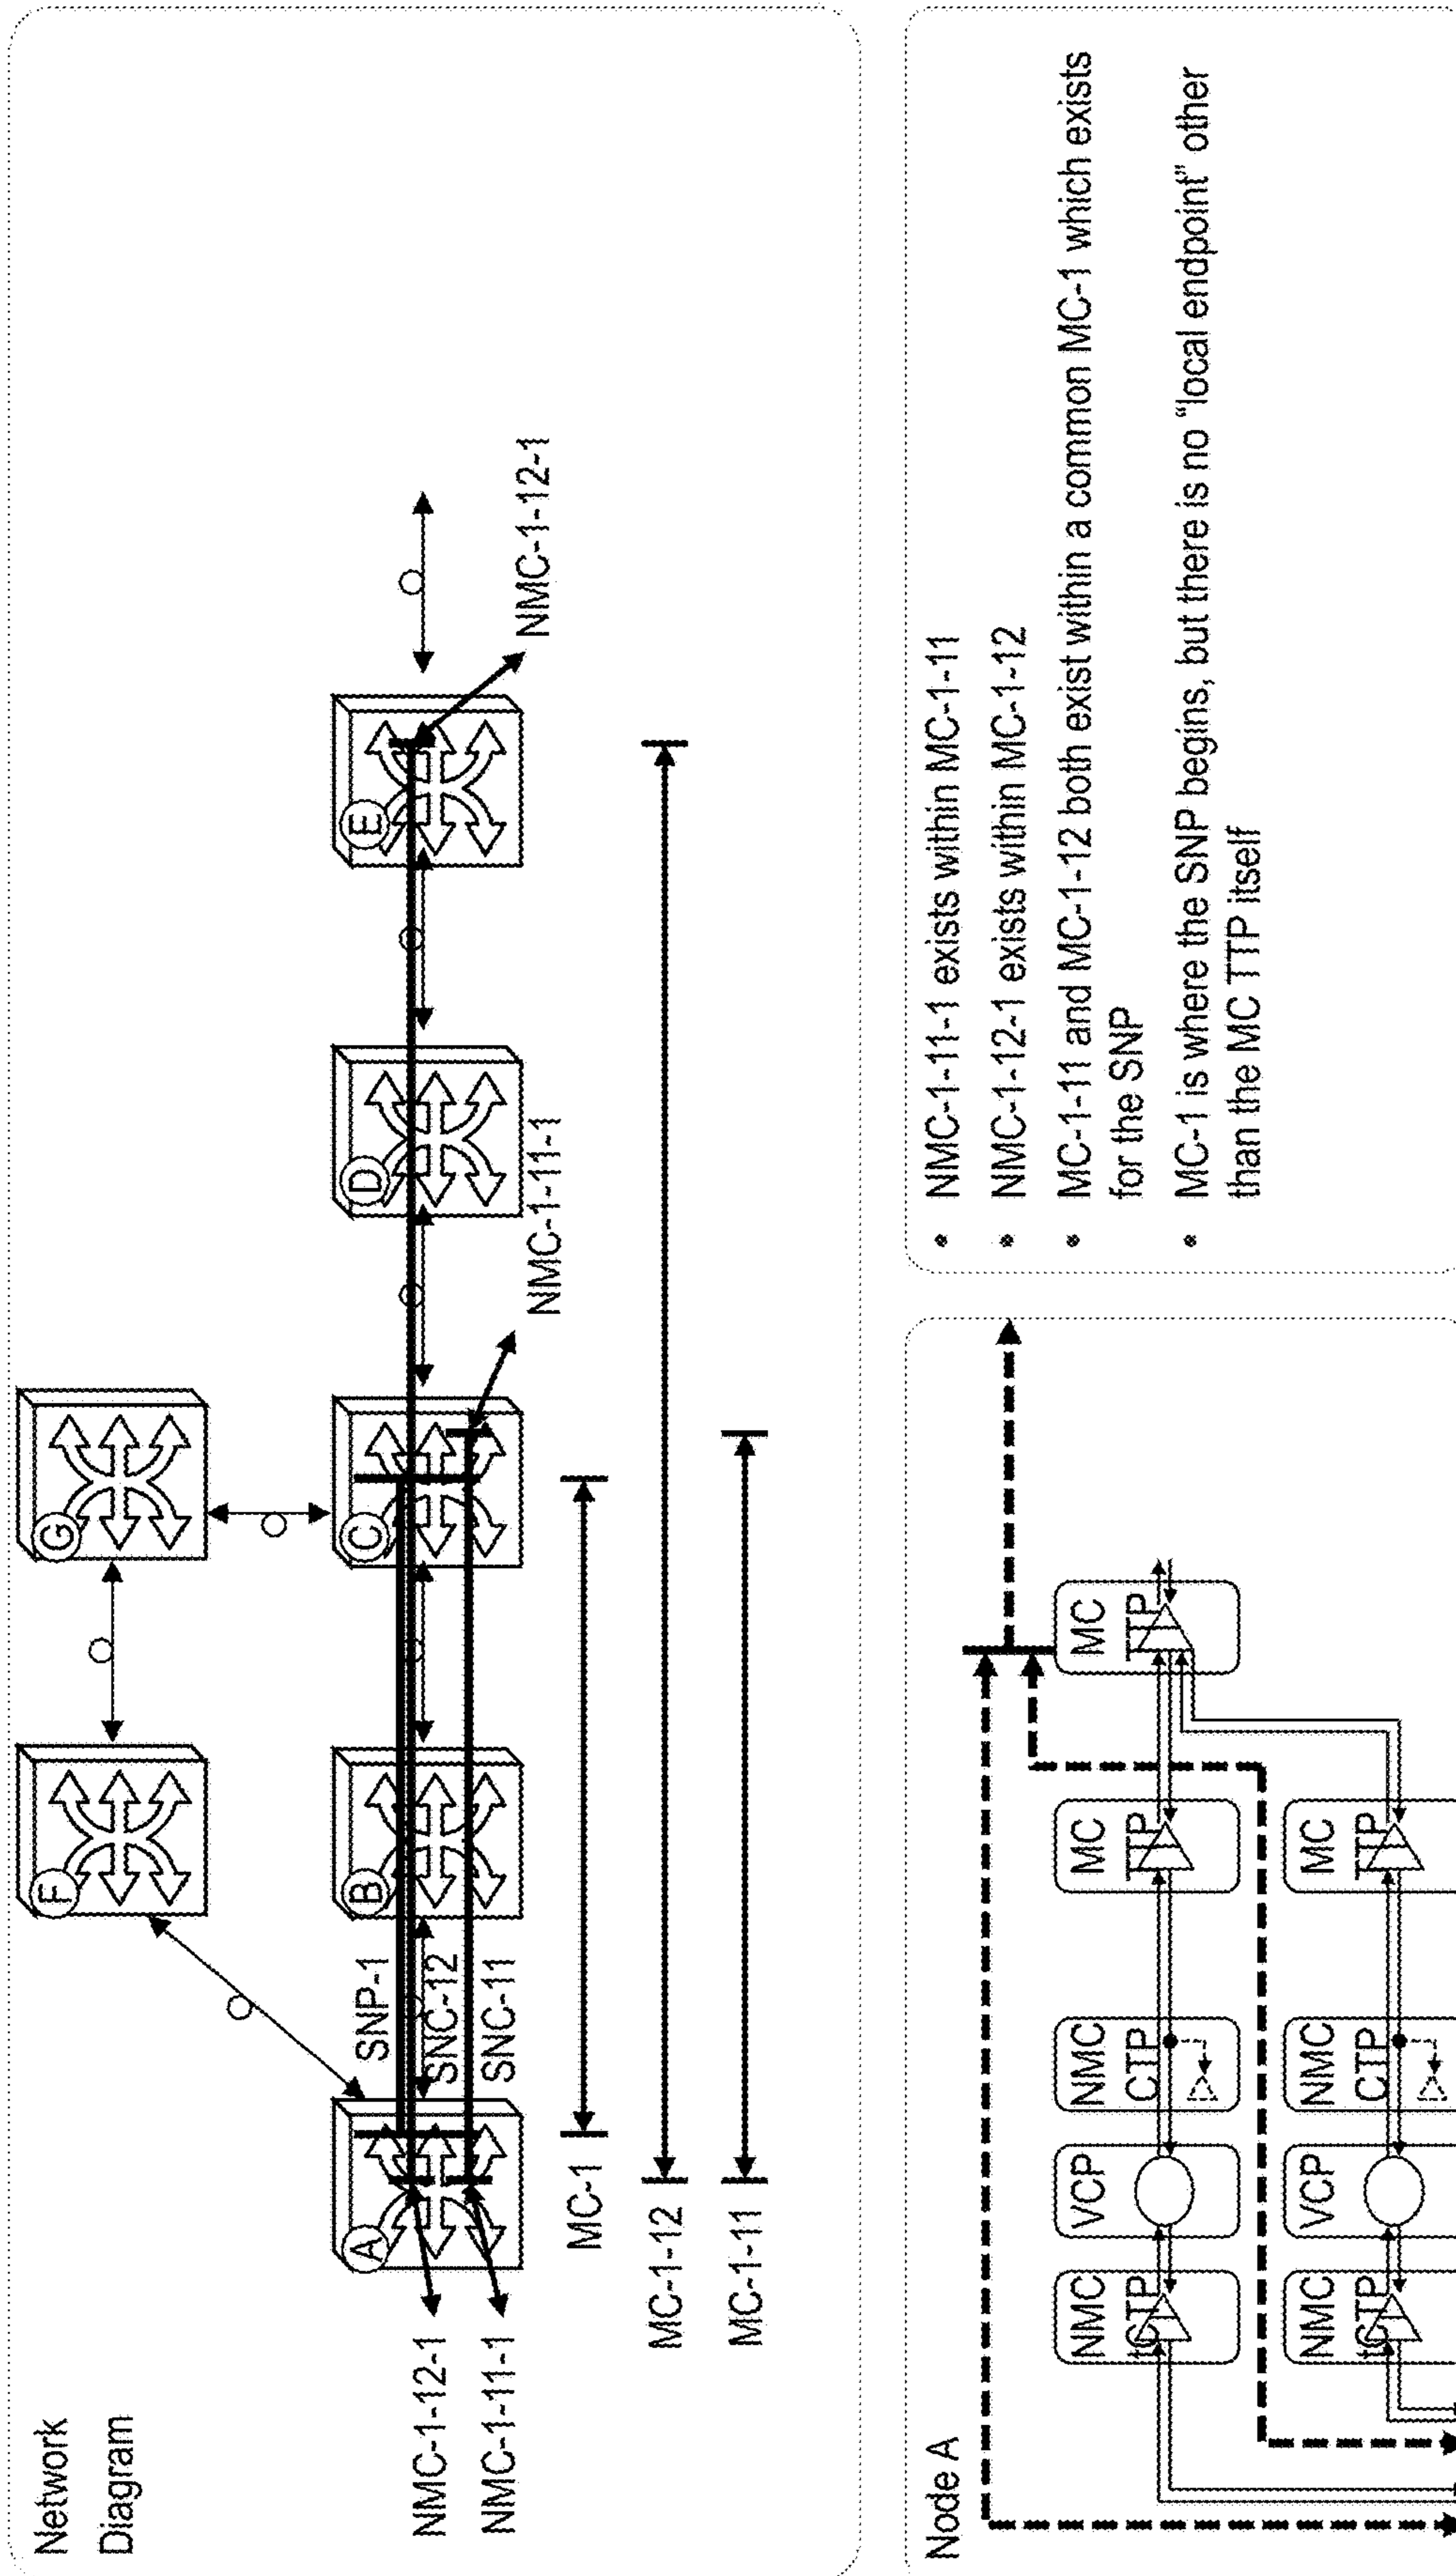 Network
Diagram
F
G
A
B
C
D
E
SNP-1
SNC-12
SNC-11
NMC-1-12-1
NMC-1-11-1
NMC-1-11-1
NMC-1-12-1
MC-1
MC-1-12
MC-1-11
Node A
NMC
tCTP
VCP
NMC
CTP
MC
TTP
MC
TTP
NMC
tCTP
VCP
NMC
CTP
MC
TTP
• NMC-1-11-1 exists within MC-1-11
• NMC-1-12-1 exists within MC-1-12
• MC-1-11 and MC-1-12 both exist within a common MC-1 which exists
for the SNP
• MC-1 is where the SNP begins, but there is no “local endpoint” other
than the MC TTP itself